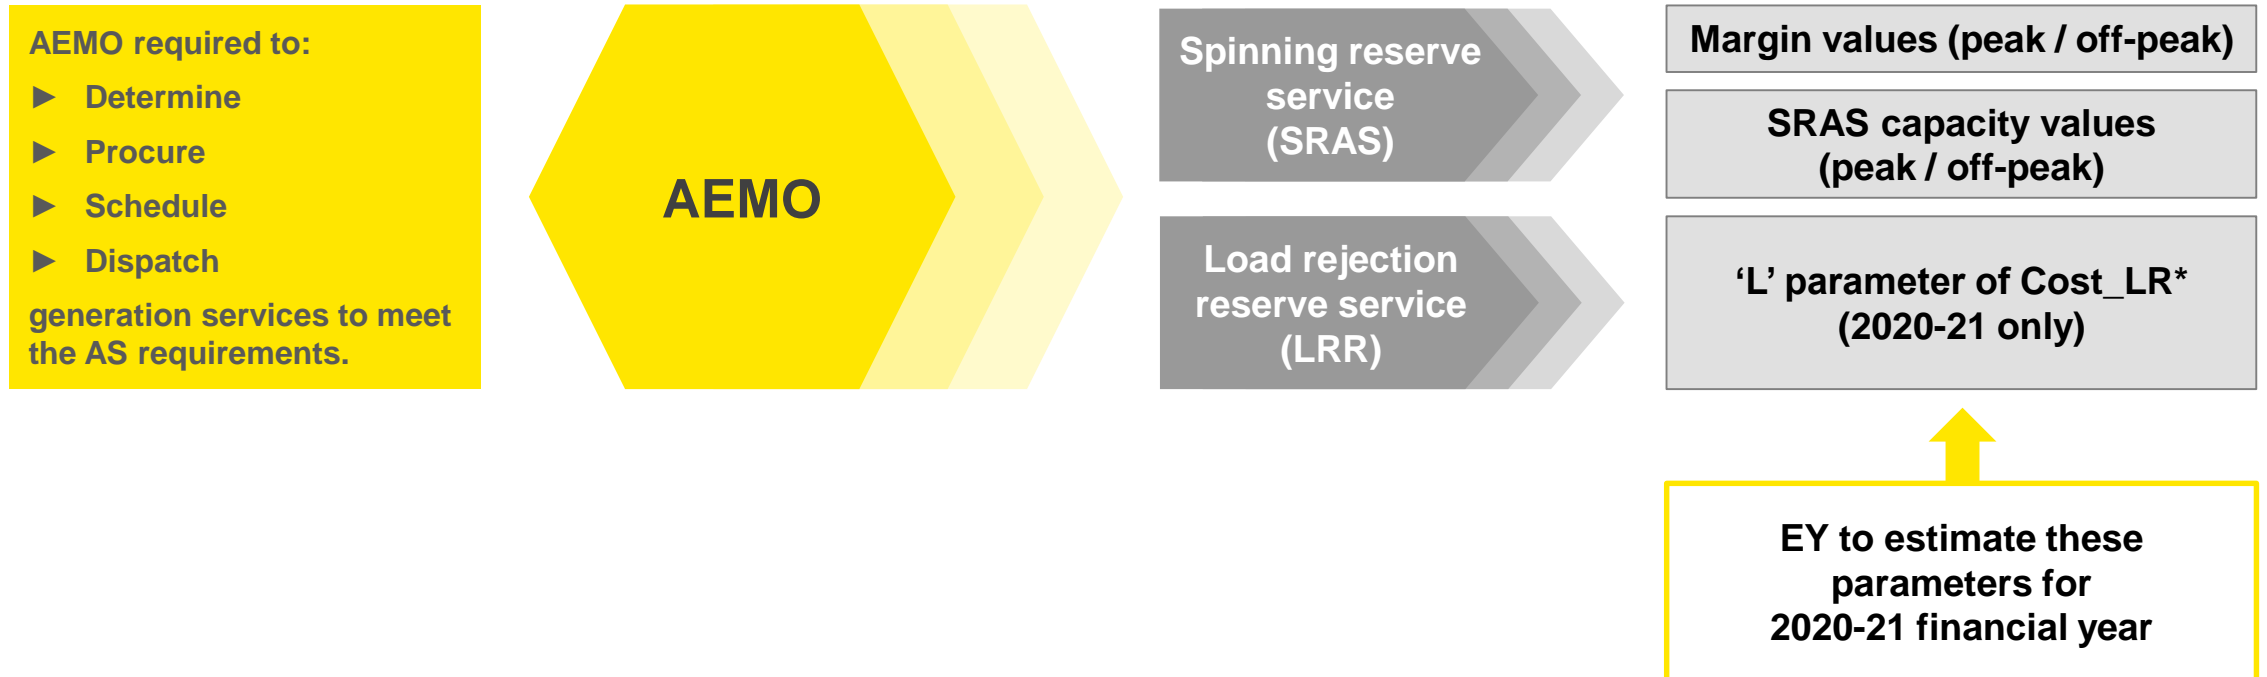 AEMO required to:
► Determine
► Procure
► Schedule
► Dispatch
generation services to meet
the AS requirements.
AEMO
Spinning reserve
service
(SRAS)
Load rejection
reserve service
(LRR)
Margin values (peak / off-peak)
SRAS capacity values
(peak / off-peak)
‘L’ parameter of Cost_LR*
(2020-21 only)
EY to estimate these
parameters for
2020-21 financial year